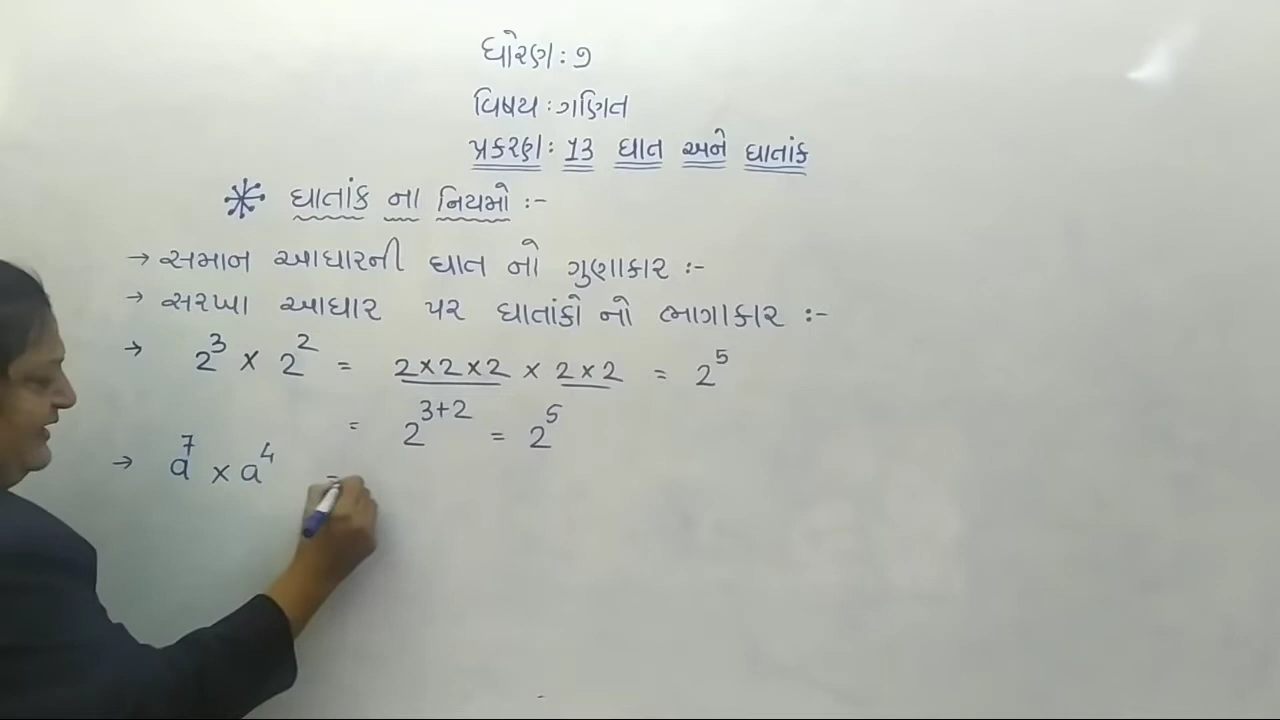 ધોરણ : ૭
વિષય : ગણિત
પ્રકરણ : 13 ઘાત અને ઘાતાંક
ઘાતાંક ના નિયમો :-
→ સમાન આધારની ઘાત નો ગુણાકાર :-
→ સરખા આધાર પર ઘાતાંકો નો ભાગાકાર :-
→ 2³ × 2² = 2×2×2 × 2×2 = 2⁵
= 2³⁺² = 2⁵
→ a⁷ × a⁴ =